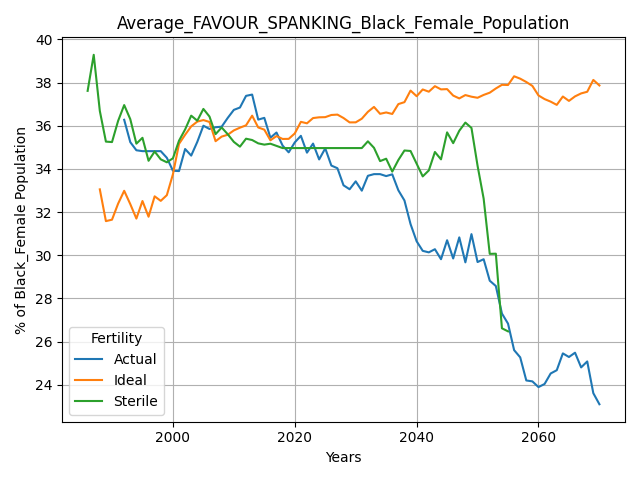 Average_FAVOUR_SPANKING_Black_Female_Population
% of Black_Female Population
40
38
36
34
32
30
28
26
24
Fertility
Actual
Ideal
Sterile
2000
2020
2040
2060
Years